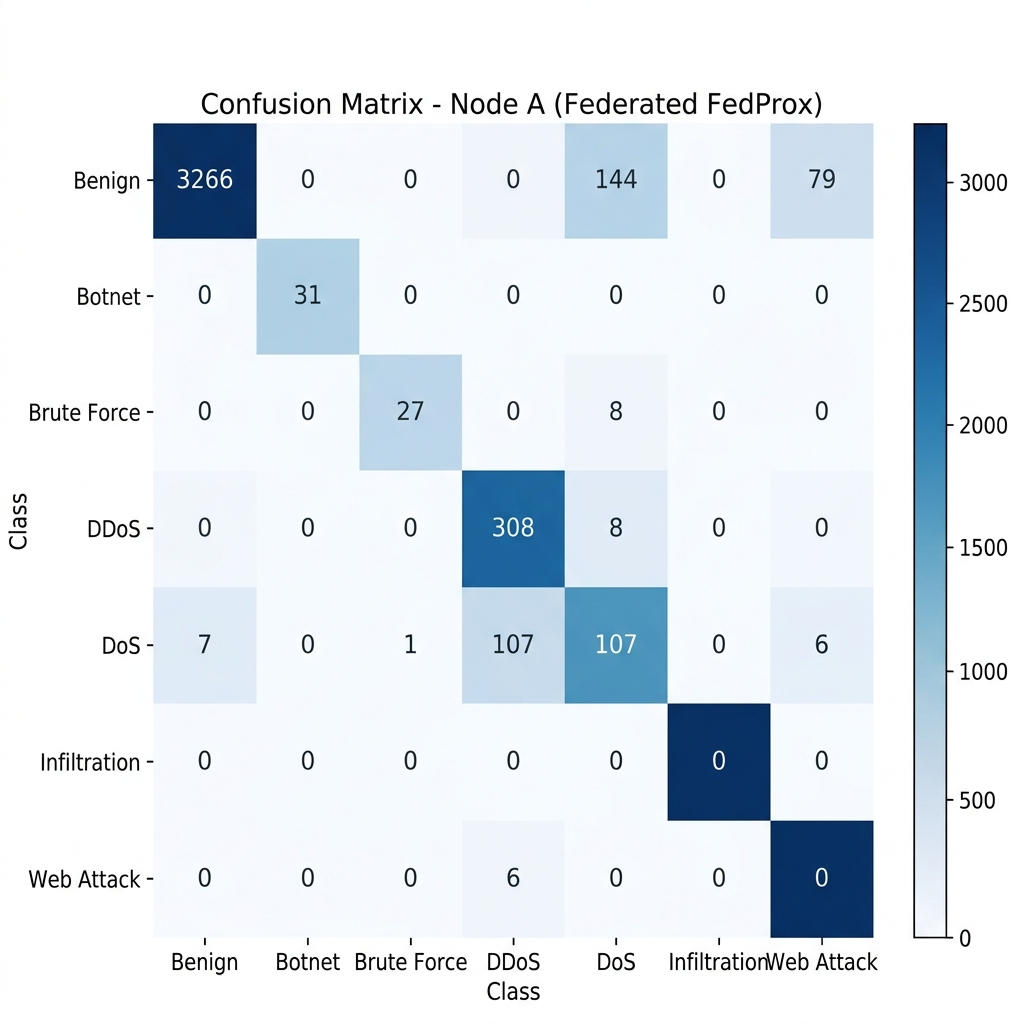 Confusion Matrix - Node A (Federated FedProx)
Benign 3266 0 0 0 144 0 79
Botnet 0 31 0 0 0 0 0
Brute Force 0 0 27 0 8 0 0
DDoS 0 0 0 308 8 0 0
DoS 7 0 1 107 107 0 6
Infiltration 0 0 0 0 0 0 0
Web Attack 0 0 0 6 0 0 0
Benign Botnet Brute Force DDoS DoS Infiltration Web Attack
Class
Class
3000
2500
2000
1500
1000
500
0